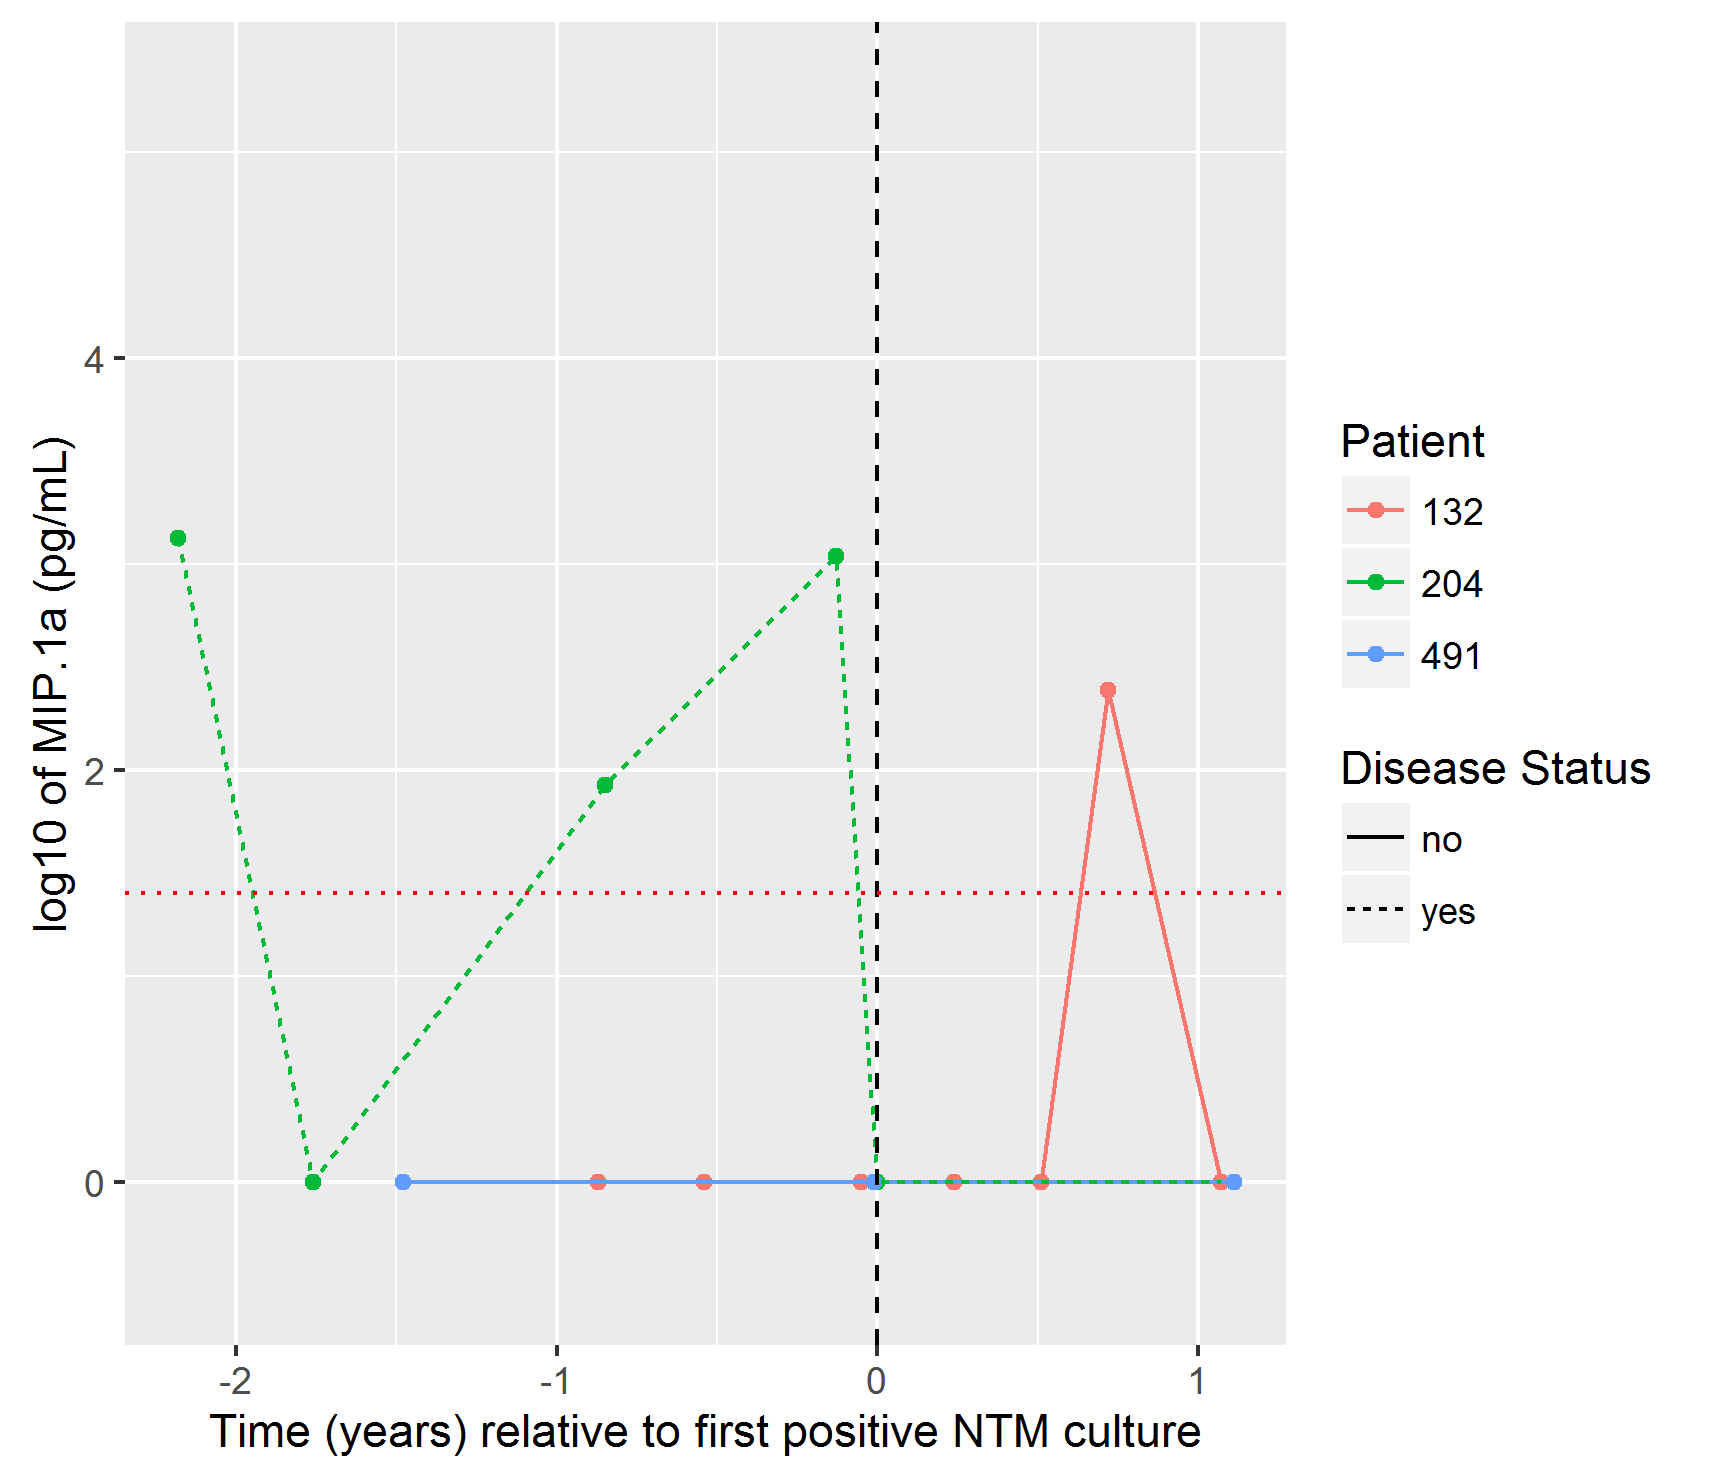 log10 of MIP.1a (pg/mL)
4
2
0
-2
-1
0
1
Time (years) relative to first positive NTM culture
Patient
132
204
491
Disease Status
no
yes